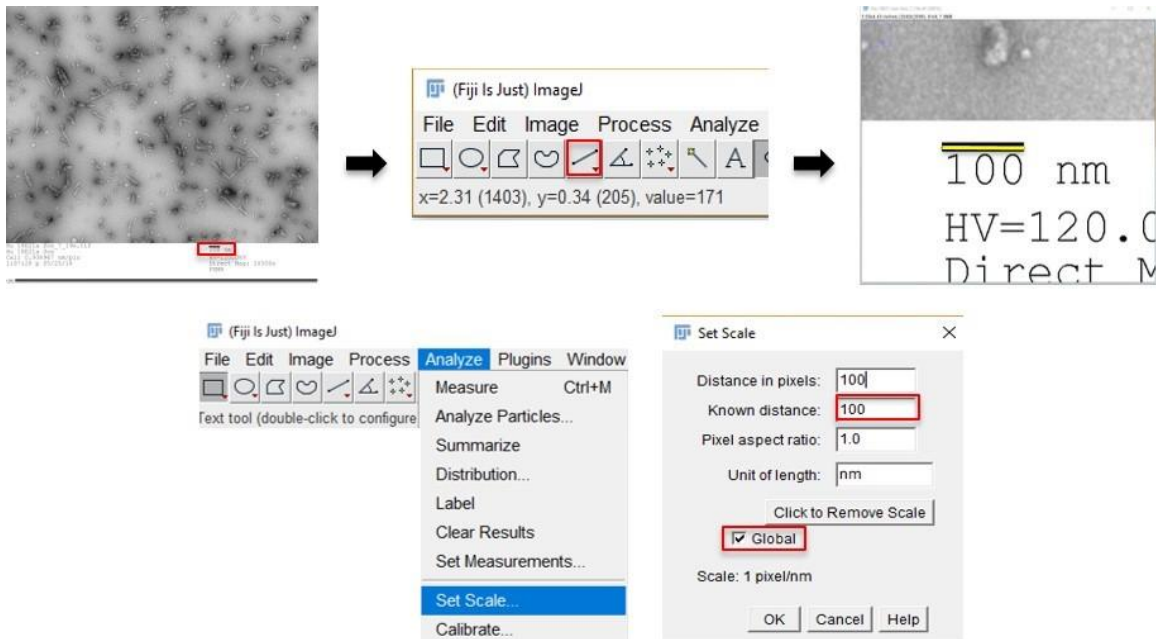 (Fiji Is Just) ImageJ
File Edit Image Process Analyze
A
x=2.31 (1403), y=0.34 (205), value=171
100 nm
HV=120.0
Direct M
(Fiji Is Just) ImageJ
File Edit Image Process Analyze Plugins Window
Text tool (double-click to configure
Measure Ctrl+M
Analyze Particles...
Summarize
Distribution...
Label
Clear Results
Set Measurements...
Set Scale...
Calibrate...
Set Scale
Distance in pixels: 100
Known distance: 100
Pixel aspect ratio: 1.0
Unit of length: nm
Click to Remove Scale
Global
Scale: 1 pixel/nm
OK Cancel Help